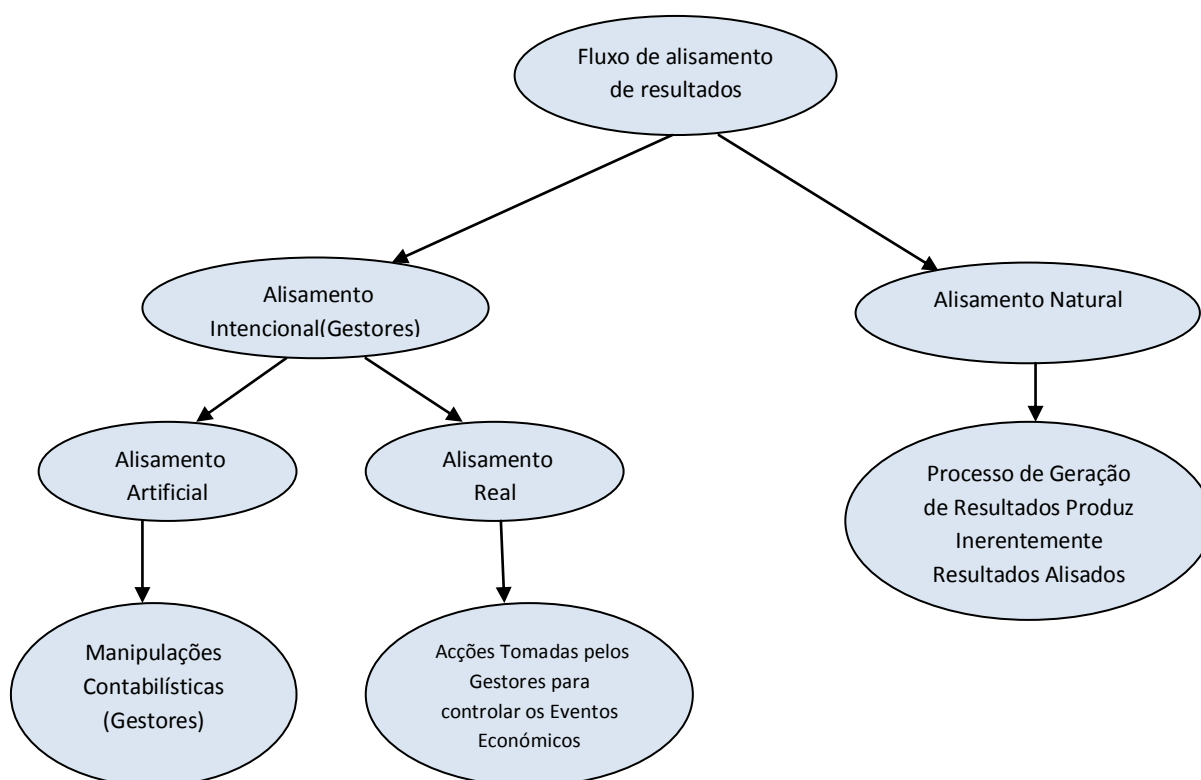 Fluxo de alisamento
de resultados
Alisamento
Intencional(Gestores)
Alisamento Natural
Alisamento
Artificial
Alisamento
Real
Processo de Geração
de Resultados Produz
Inerentemente
Resultados Alisados
Manipulações
Contabilísticas
(Gestores)
Acções Tomadas pelos
Gestores para
controlar os Eventos
Económicos